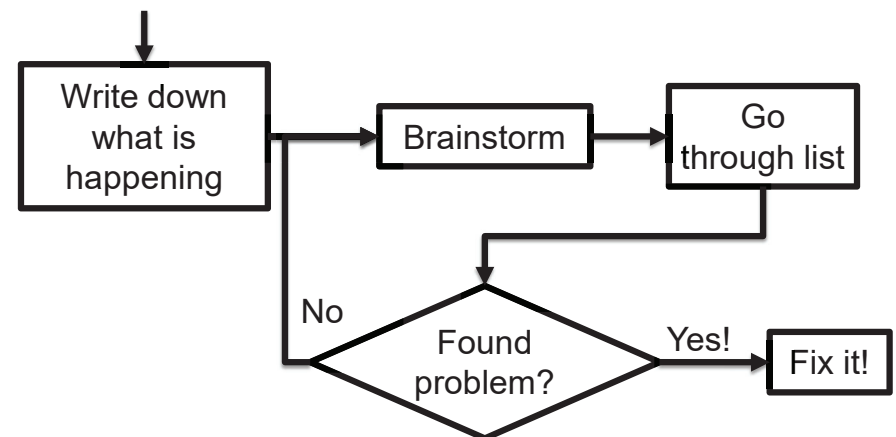 Write down
what is
happening
Brainstorm
Go
through list
No
Found
problem?
Yes!
Fix it!